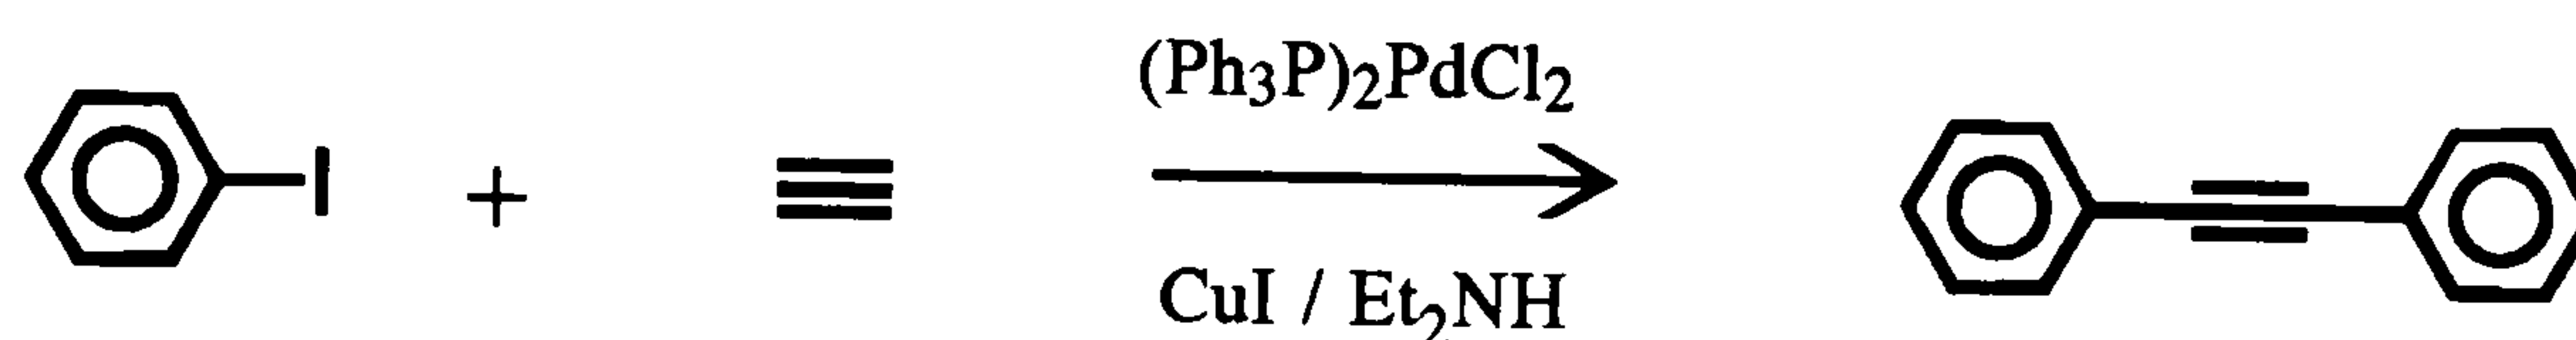 (Ph₃P)₂PdCl₂
I
+
CuI / Et₂NH